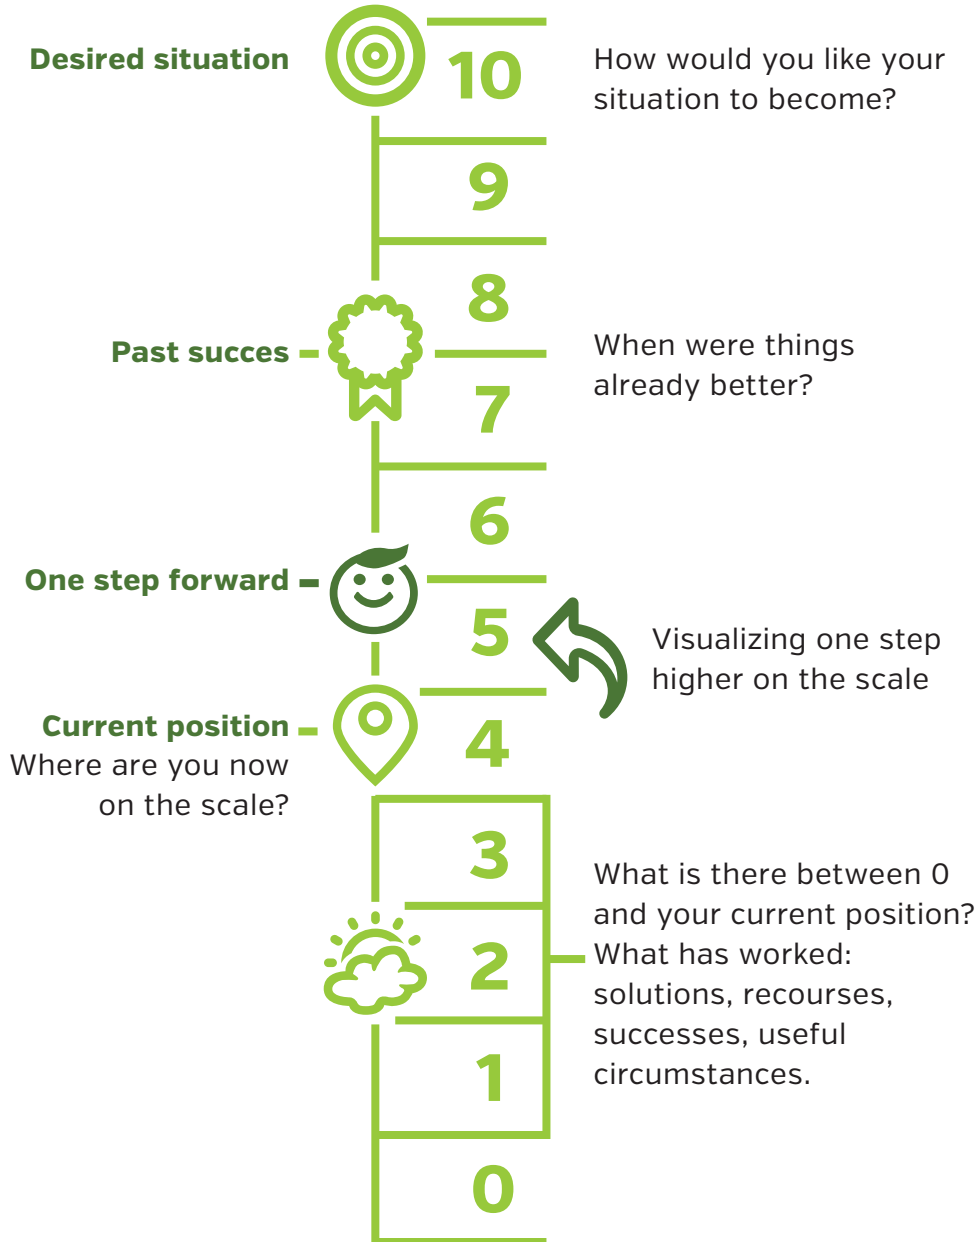 Desired situation
10
How would you like your
situation to become?
9
8
Past succes
When were things
already better?
7
6
One step forward
5
Visualizing one step
higher on the scale
Current position
Where are you now
on the scale?
4
3
What is there between 0
and your current position?
What has worked:
solutions, recourses,
successes, useful
circumstances.
2
1
0